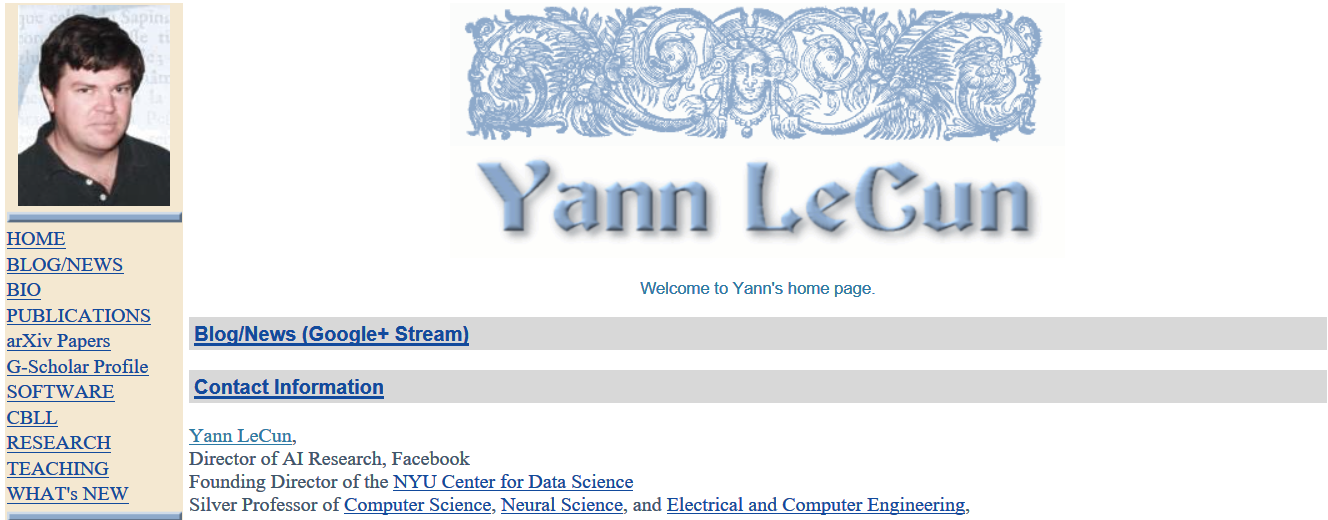 HOME
BLOG/NEWS
BIO
PUBLICATIONS
arXiv Papers
G-Scholar Profile
SOFTWARE
CBLL
RESEARCH
TEACHING
WHAT's NEW
Yann LeCun
Welcome to Yann's home page.
Blog/News (Google+ Stream)
Contact Information
Yann LeCun,
Director of AI Research, Facebook
Founding Director of the NYU Center for Data Science
Silver Professor of Computer Science, Neural Science, and Electrical and Computer Engineering,